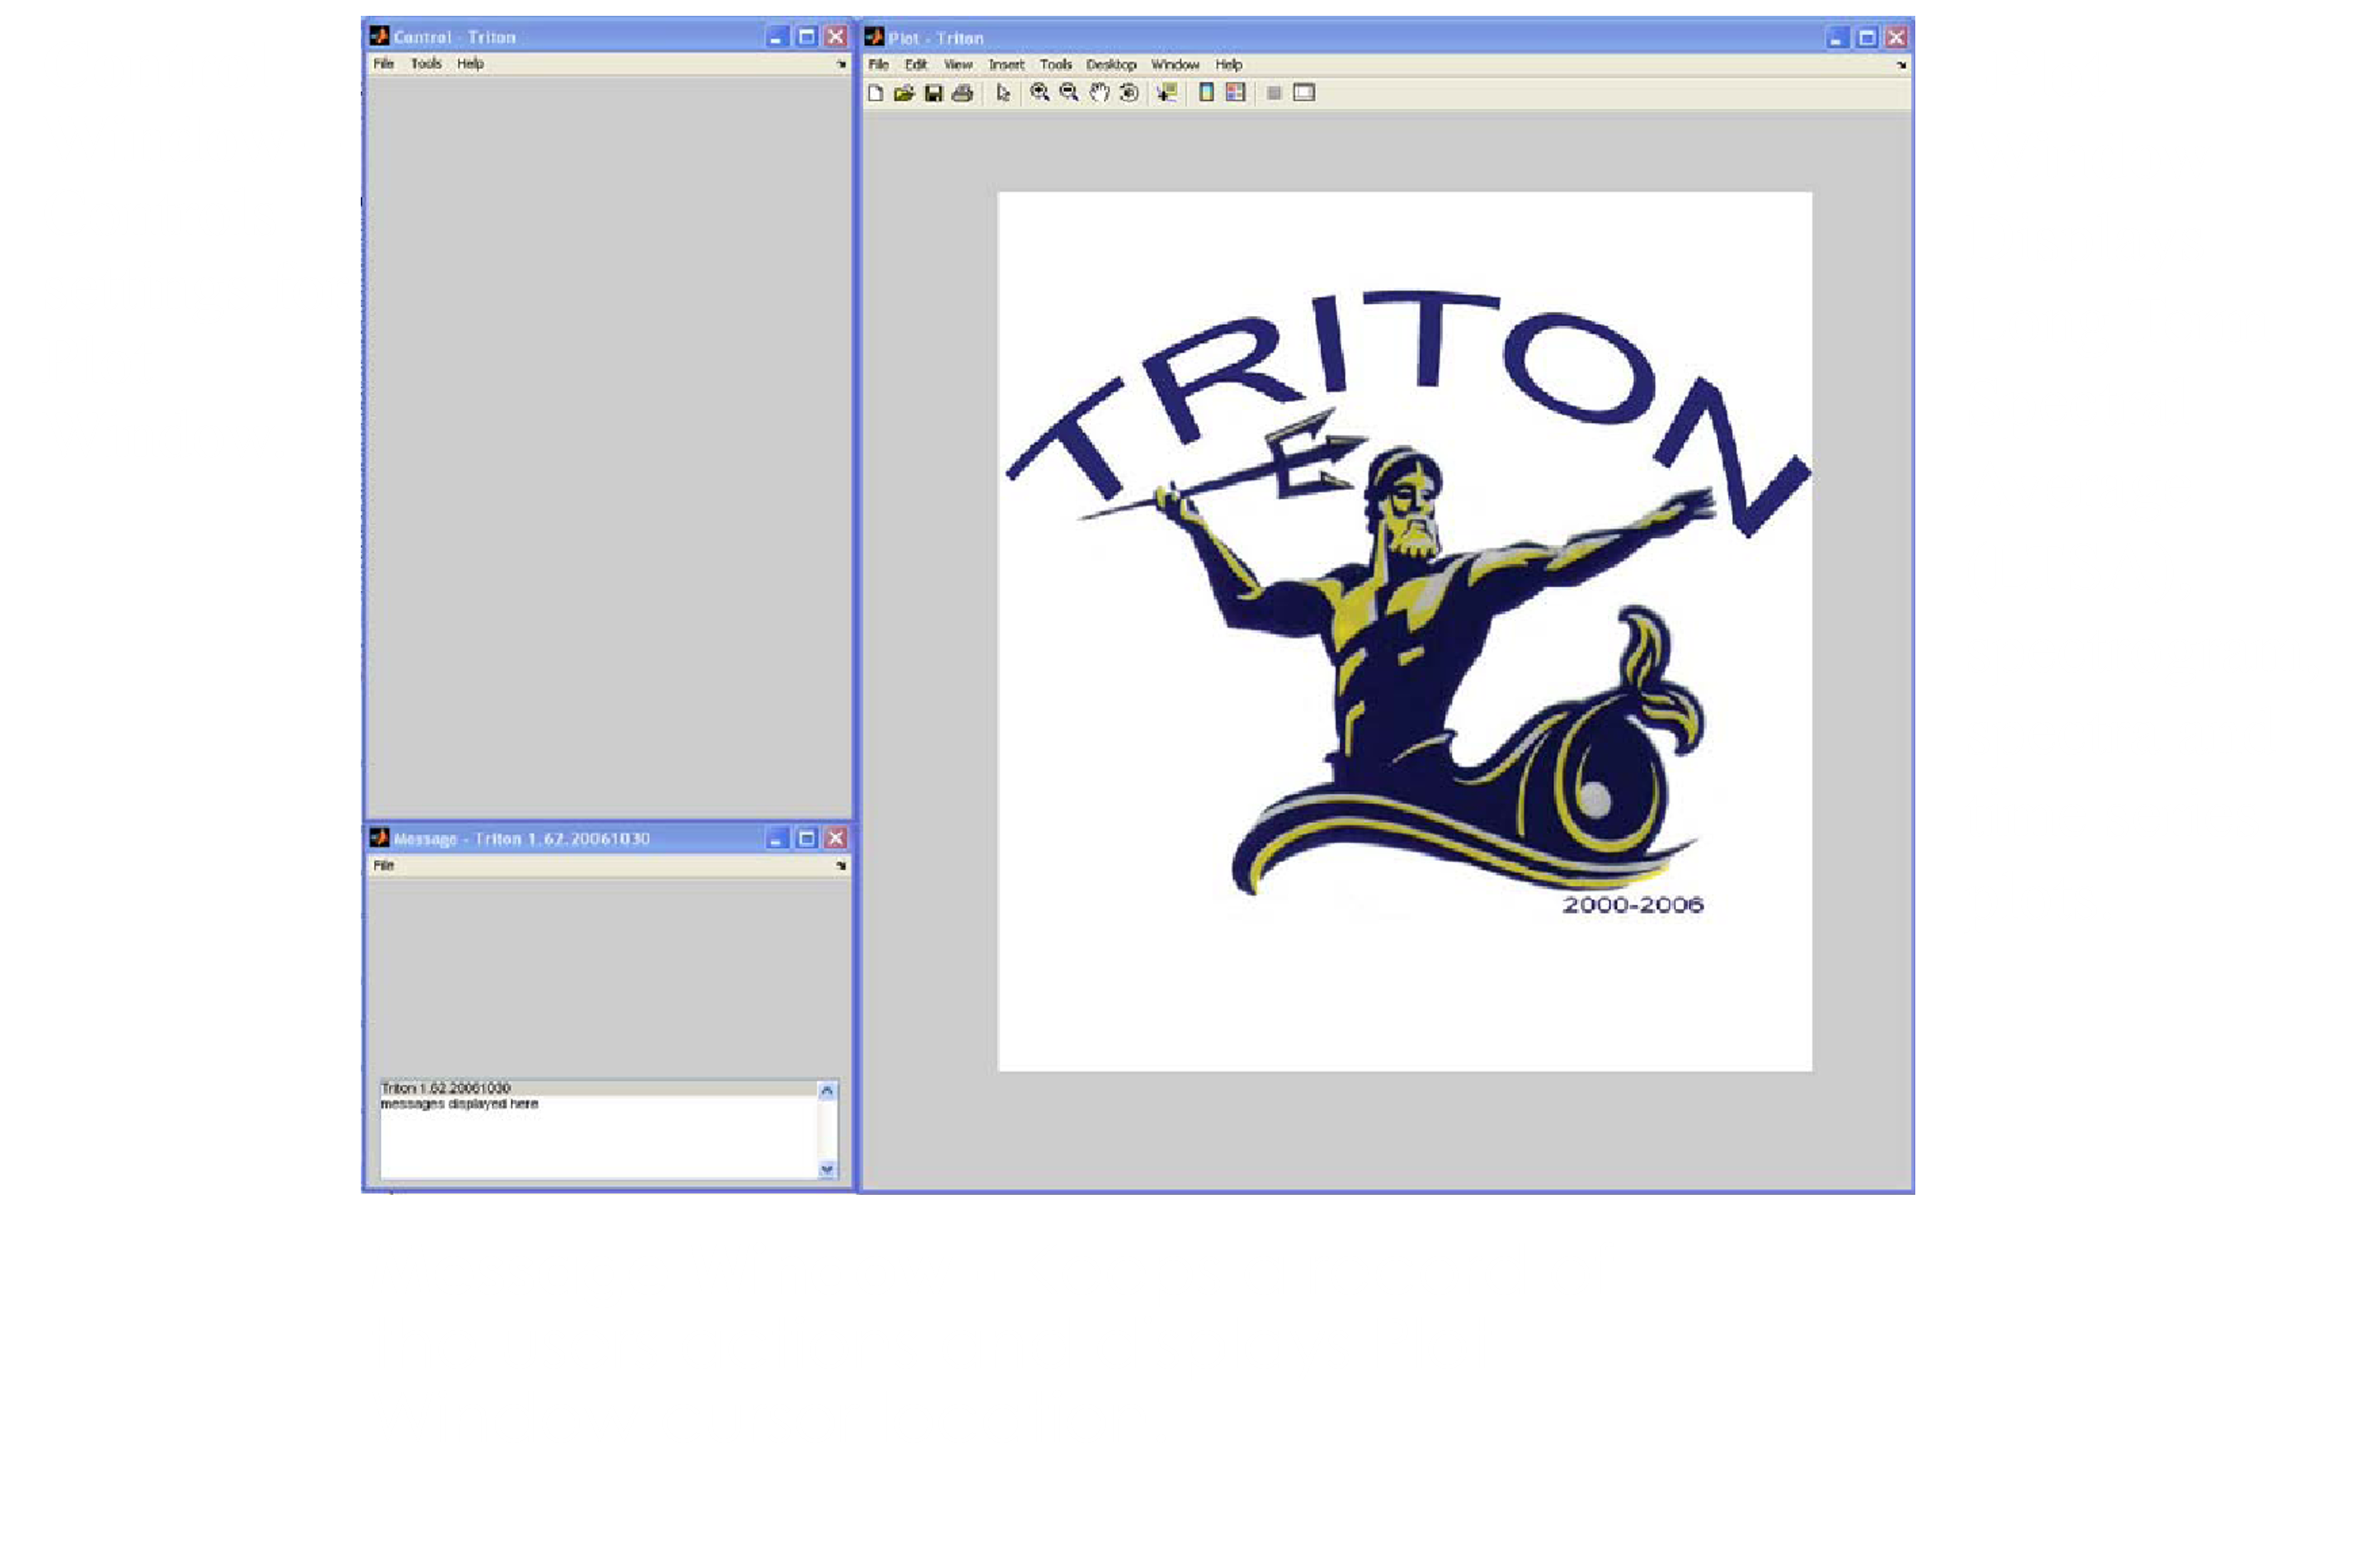 Control - Triton
File Tools Help
Message - Triton 1.62.20061030
File
Triton 1.62.20061030
messages displayed here
Plot - Triton
File Edit View Insert Tools Desktop Window Help
TRITON
2000-2006